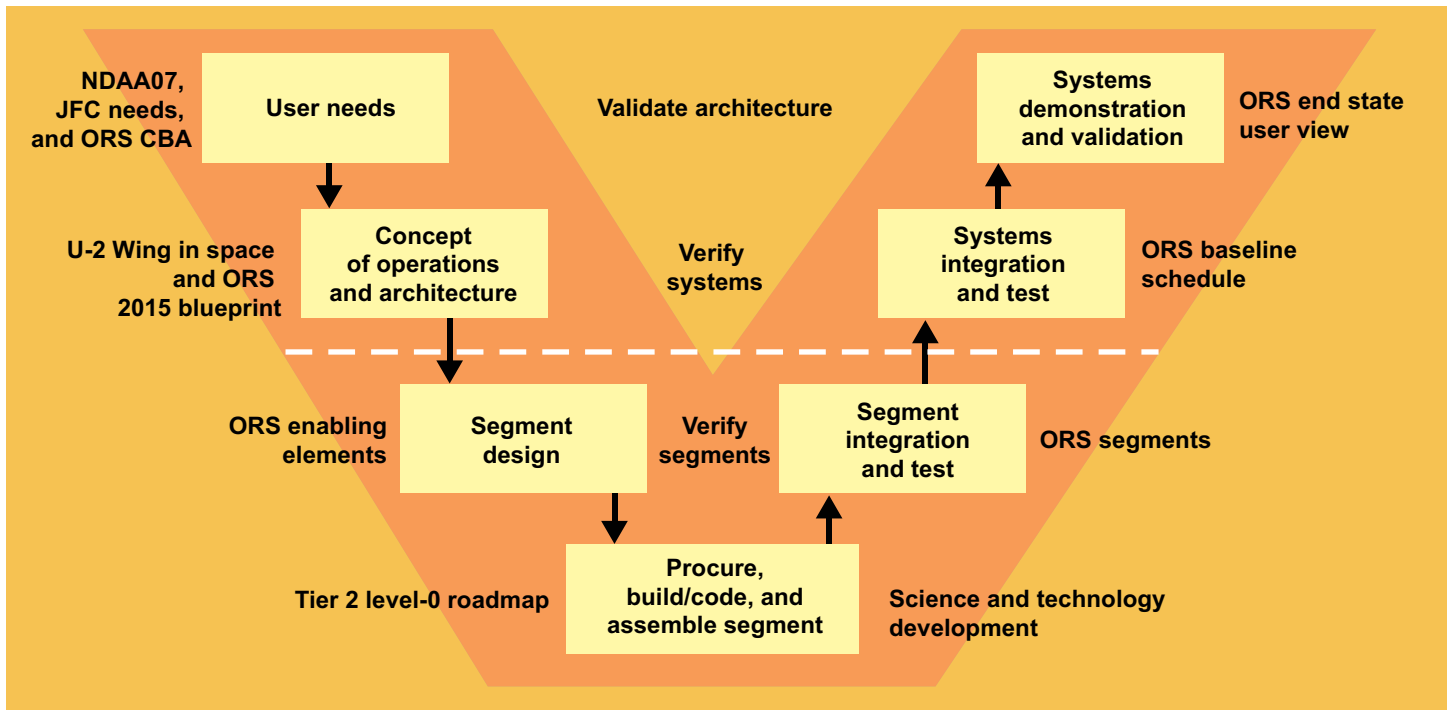 NDAA07,
JFC needs,
and ORS CBA
User needs
Validate architecture
Systems
demonstration
and validation
ORS end state
user view
U-2 Wing in space
and ORS
2015 blueprint
Concept
of operations
and architecture
Verify
systems
Systems
integration
and test
ORS baseline
schedule
ORS enabling
elements
Segment
design
Verify
segments
Segment
integration
and test
ORS segments
Tier 2 level-0 roadmap
Procure,
build/code, and
assemble segment
Science and technology
development